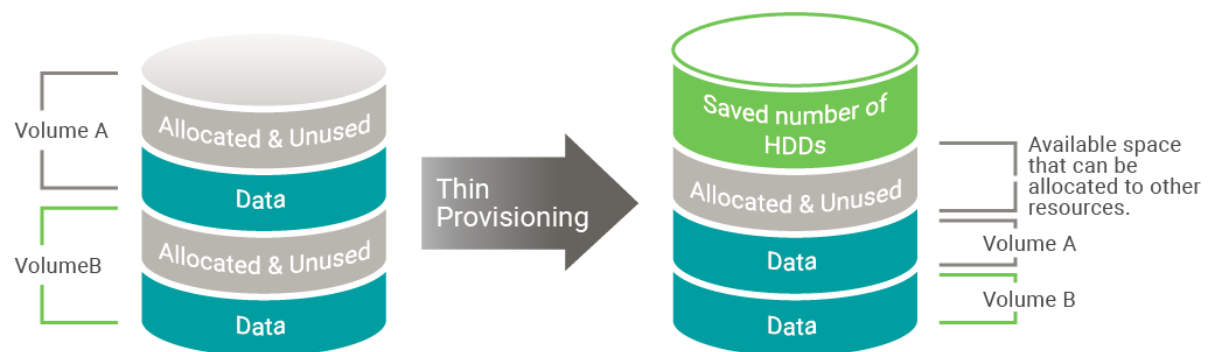 Volume A
Allocated & Unused
Data
VolumeB
Allocated & Unused
Data
Thin
Provisioning
Saved number of
HDDs
Allocated & Unused
Data
Data
Available space
that can be
allocated to other
resources.
Volume A
Volume B